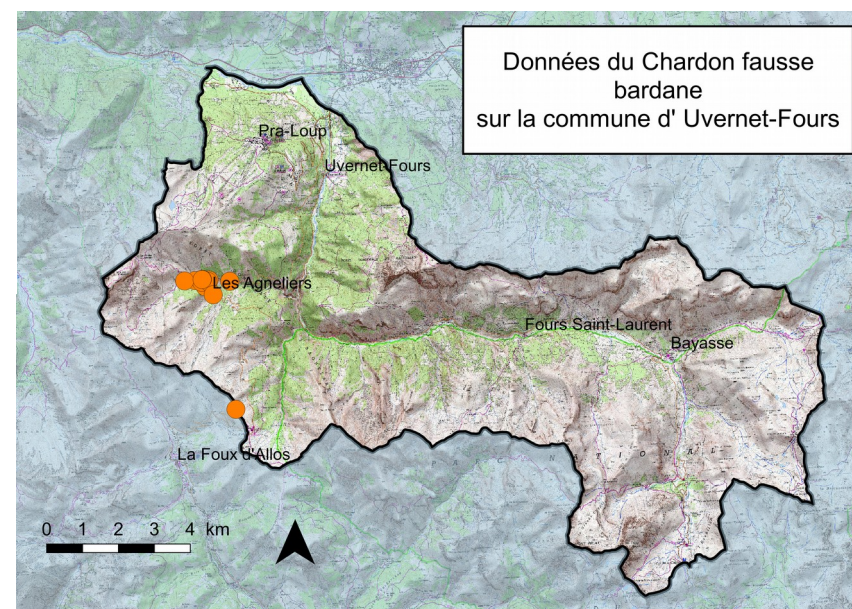 Données du Chardon fausse
bardane
sur la commune d' Uvernet-Fours
Pra-Loup
Uvernet-Fours
Les Agneliers
Fours Saint-Laurent
Bayasse
La Foux d'Allos
N A T I O N A L
0 1 2 3 4 km